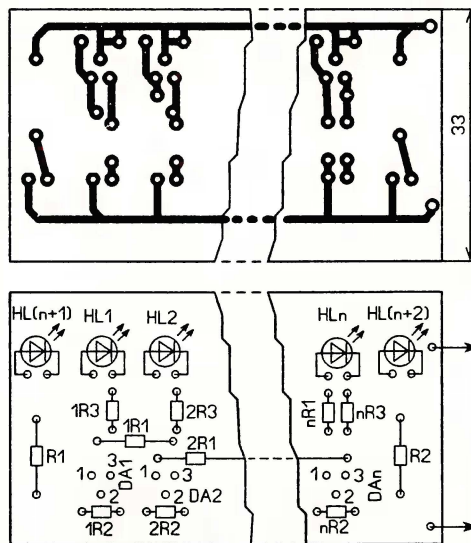 33
HL(n+1) HL1 HL2 HLn HL(n+2)
1R3 2R3 nR1 nR3
1R1
R1 2R1 R2
1 3 DA1 1 3 1 3 DAn
2 2 DA2 2
1R2 2R2 nR2